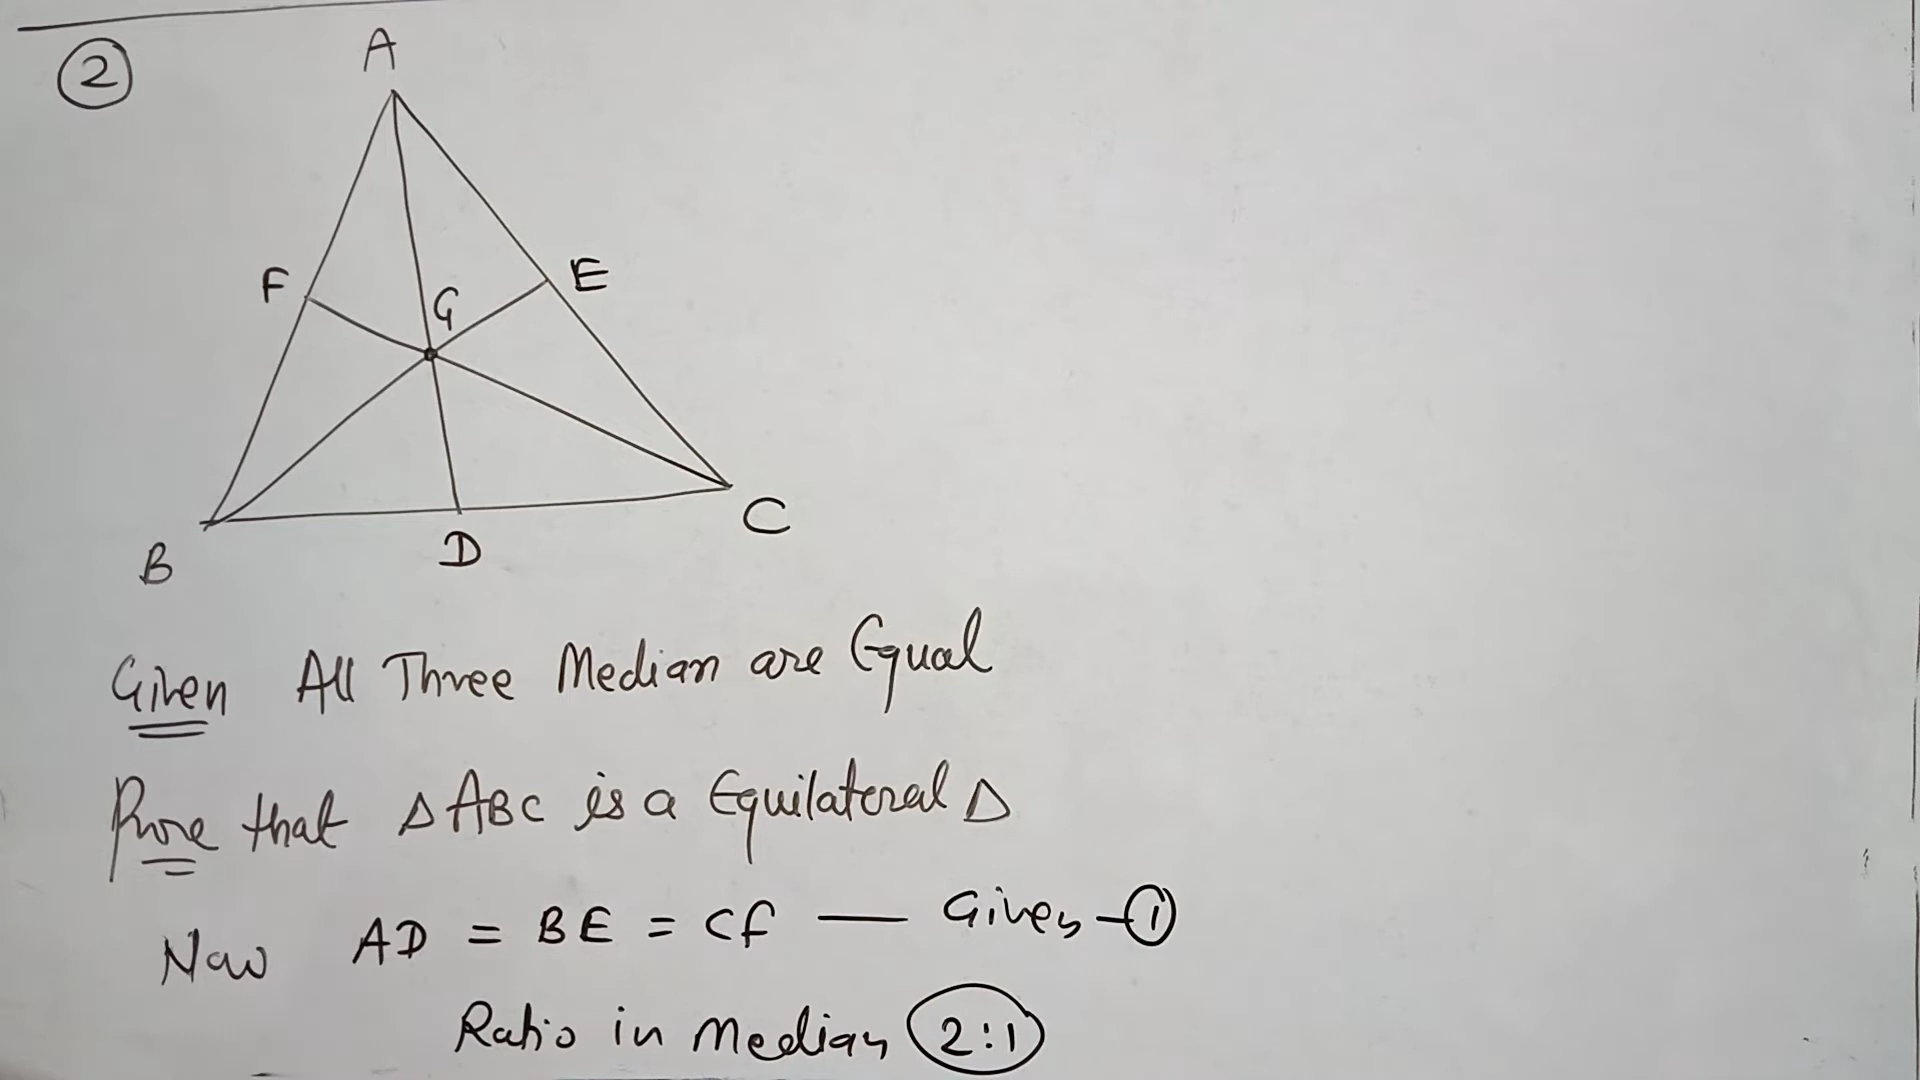 2
A
F
E
G
B
D
C
Given All Three Median are Equal
Prove that △ ABC is a Equilateral △
Now AD = BE = CF — Given - 1
Ratio in Median 2:1